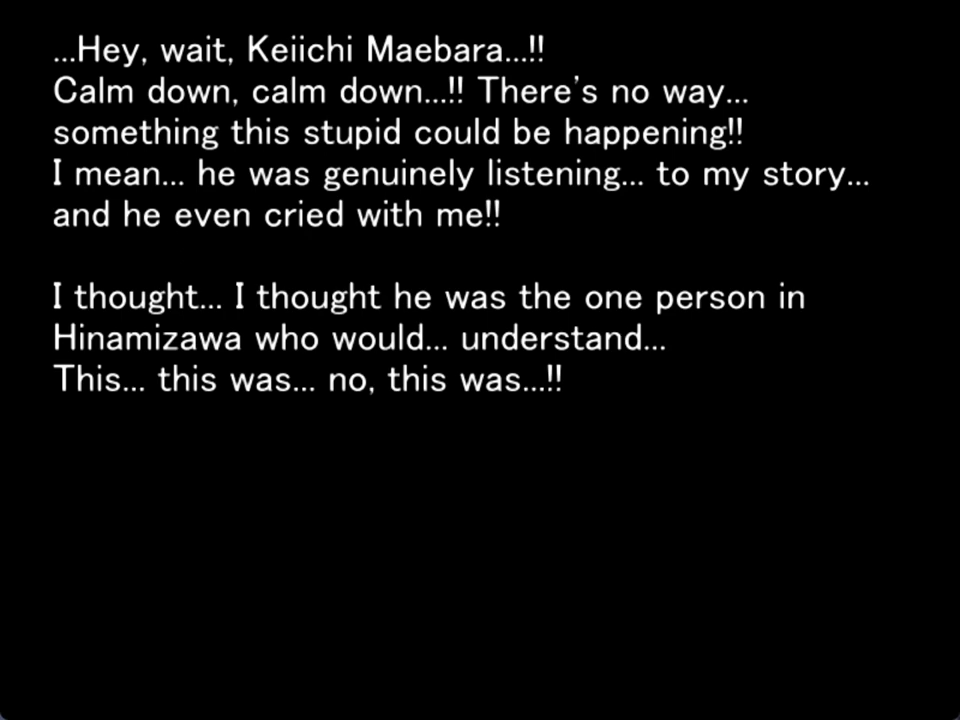 ...Hey, wait, Keiichi Maebara...!!
Calm down, calm down...!! There's no way...
something this stupid could be happening!!
I mean... he was genuinely listening... to my story...
and he even cried with me!!
I thought... I thought he was the one person in
Hinamizawa who would... understand...
This... this was... no, this was...!!